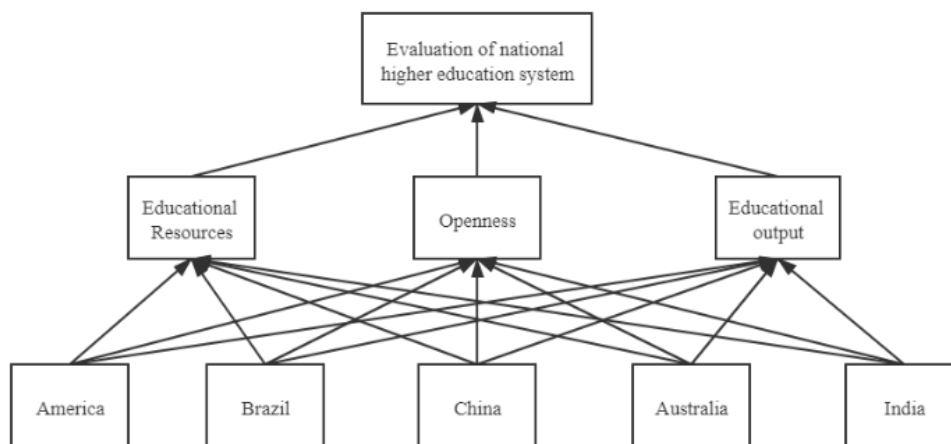 Evaluation of national
higher education system
Educational
Resources
Openness
Educational
output
America
Brazil
China
Australia
India